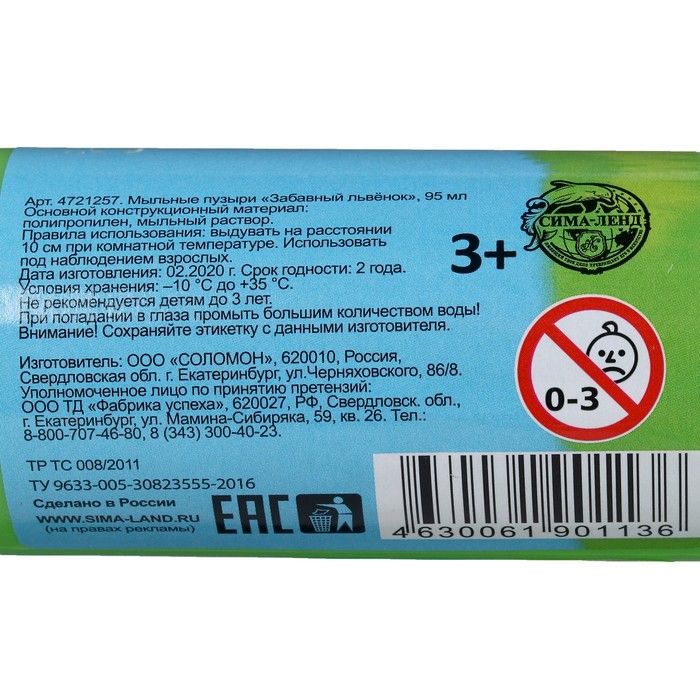 Арт. 4721257. Мыльные пузыри «Забавный львёнок», 95 мл
Основной конструкционный материал:
полипропилен, мыльный раствор.
Правила использования: выдувать на расстоянии
10 см при комнатной температуре. Использовать
под наблюдением взрослых.
Дата изготовления: 02.2020 г. Срок годности: 2 года.
Условия хранения: –10 °С до +35 °С.
Не рекомендуется детям до 3 лет.
При попадании в глаза промыть большим количеством воды!
Внимание! Сохраняйте этикетку с данными изготовителя.
3+
СИМА-ЛЕНД
Изготовитель: ООО «СОЛОМОН», 620010, Россия,
Свердловская обл. г. Екатеринбург, ул.Черняховского, 86/8.
Уполномоченное лицо по принятию претензий:
ООО ТД «Фабрика успеха», 620027, РФ, Свердловск. обл.,
г. Екатеринбург, ул. Мамина-Сибиряка, 59, кв. 26. Тел.:
8-800-707-46-80, 8 (343) 300-40-23.
0-3
ТР ТС 008/2011
ТУ 9633-005-30823555-2016
Сделано в России
WWW.SIMA-LAND.RU
(на правах рекламы)
EAC
4 630061 901136